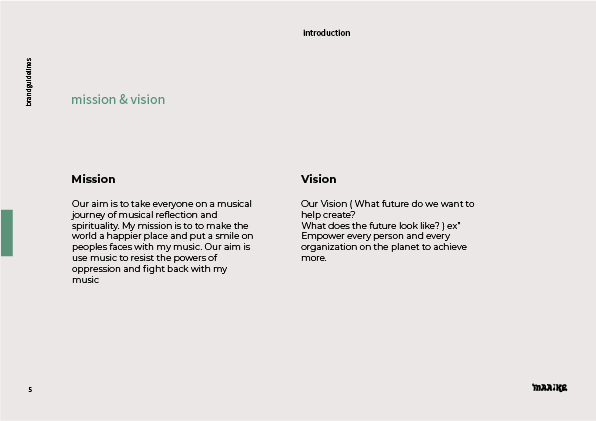 introduction
brandguidelines
mission & vision
Mission
Our aim is to take everyone on a musical
journey of musical reflection and
spirituality. My mission is to to make the
world a happier place and put a smile on
peoples faces with my music. Our aim is
use music to resist the powers of
oppression and fight back with my
music
Vision
Our Vision ( What future do we want to
help create?
What does the future look like? ) ex"
Empower every person and every
organization on the planet to achieve
more.
5
MAAIKE